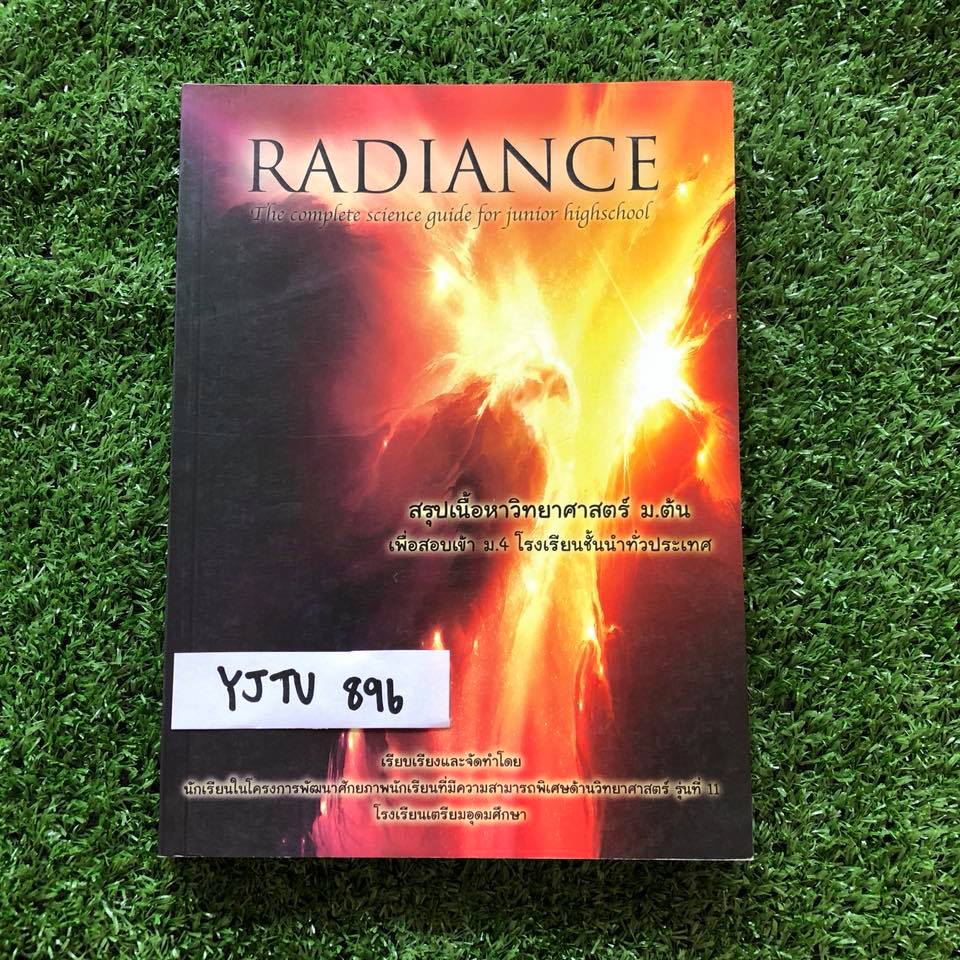 RADIANCE
The complete science guide for junior highschool
สรุปเนื้อหาวิทยาศาสตร์ ม.ต้น
เพื่อสอบเข้า ม.4 โรงเรียนชั้นนำทั่วประเทศ
YJTU 896
เรียบเรียงและจัดทำโดย
นักเรียนในโครงการพัฒนาศักยภาพนักเรียนที่มีความสามารถพิเศษด้านวิทยาศาสตร์ รุ่นที่ 11
โรงเรียนเตรียมอุดมศึกษา